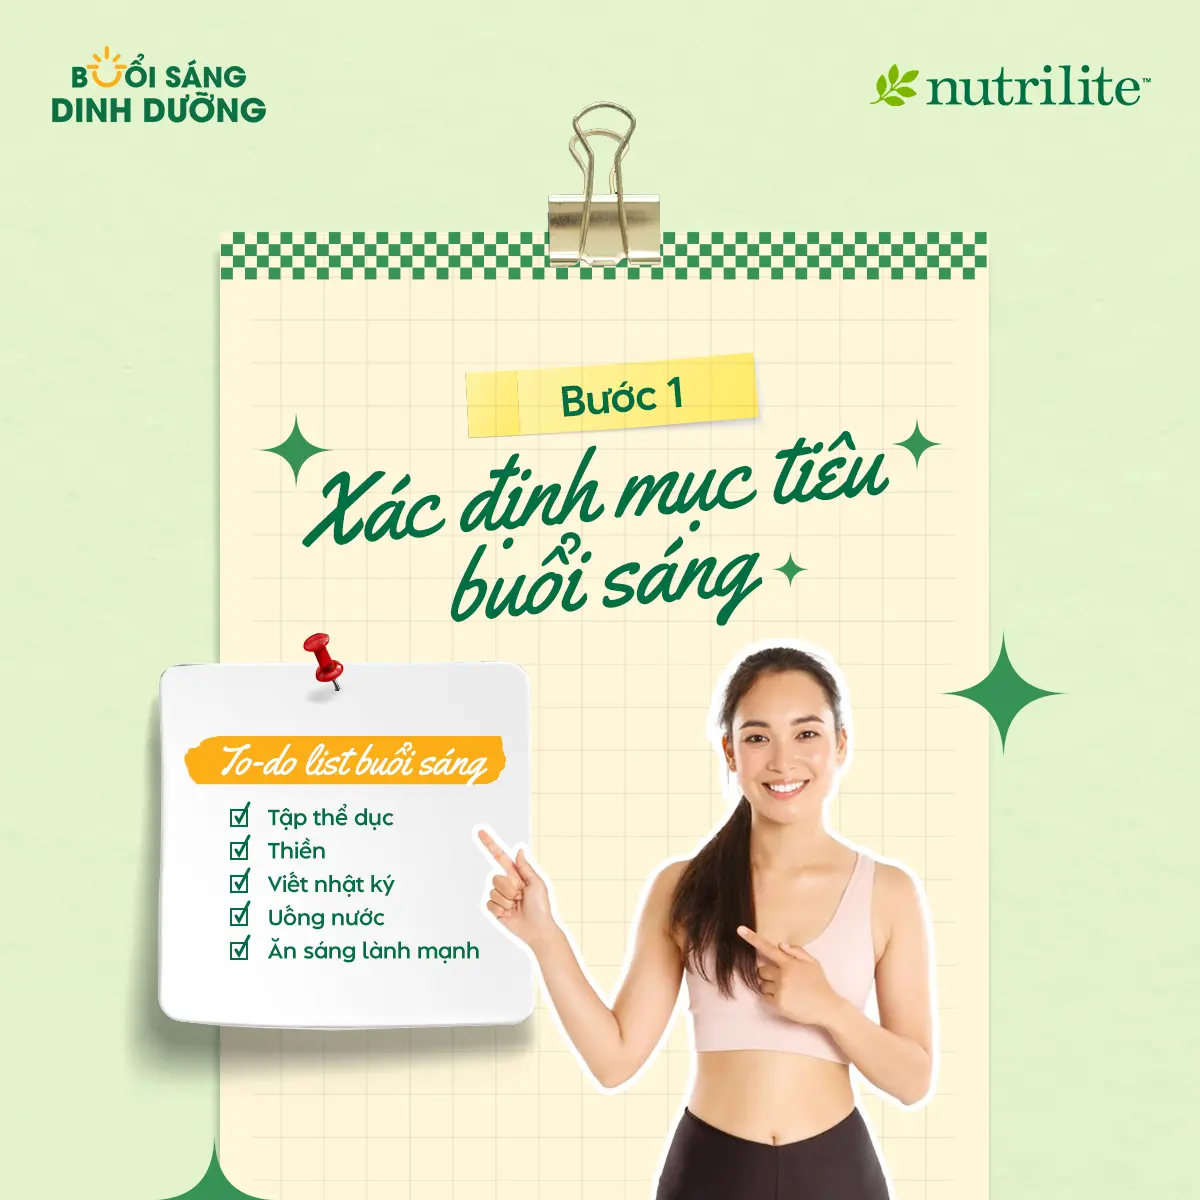 BUỔI SÁNG
DINH DƯỠNG
nutrilite™
Bước 1
Xác định mục tiêu
buổi sáng
To-do list buổi sáng
Tập thể dục
Thiền
Viết nhật ký
Uống nước
Ăn sáng lành mạnh